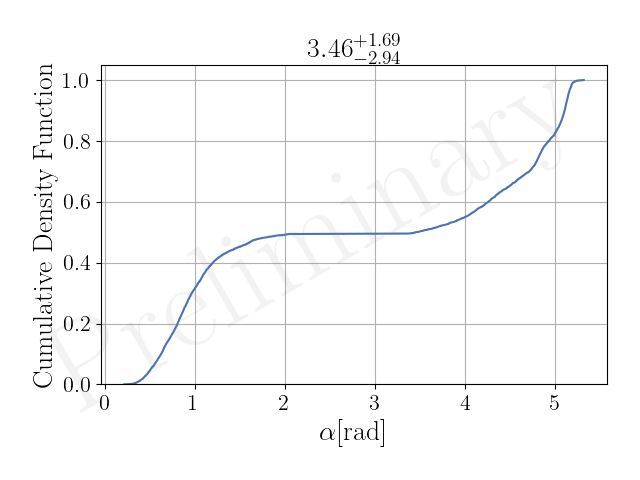 $3.46^{+1.69}_{-2.94}$
Cumulative Density Function
1.0
0.8
0.6
0.4
0.2
0.0
0 1 2 3 4 5
α[rad]
Preliminary